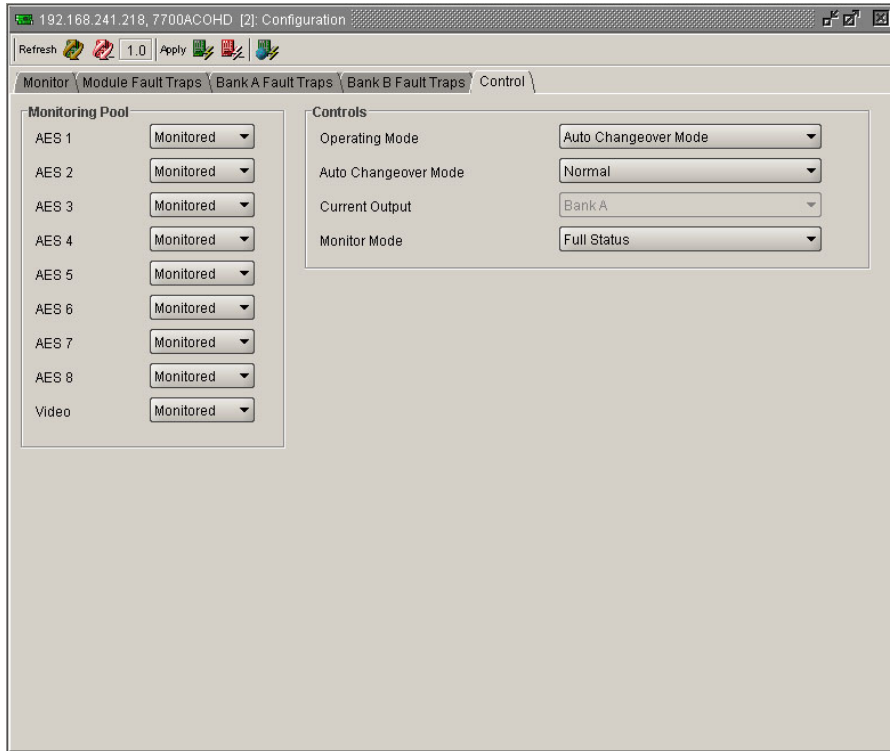 192.168.241.218, 7700ACOHD [2]: Configuration
Refresh 1.0 Apply
Monitor Module Fault Traps Bank A Fault Traps Bank B Fault Traps Control
Monitoring Pool
AES 1 Monitored
AES 2 Monitored
AES 3 Monitored
AES 4 Monitored
AES 5 Monitored
AES 6 Monitored
AES 7 Monitored
AES 8 Monitored
Video Monitored
Controls
Operating Mode Auto Changeover Mode
Auto Changeover Mode Normal
Current Output Bank A
Monitor Mode Full Status